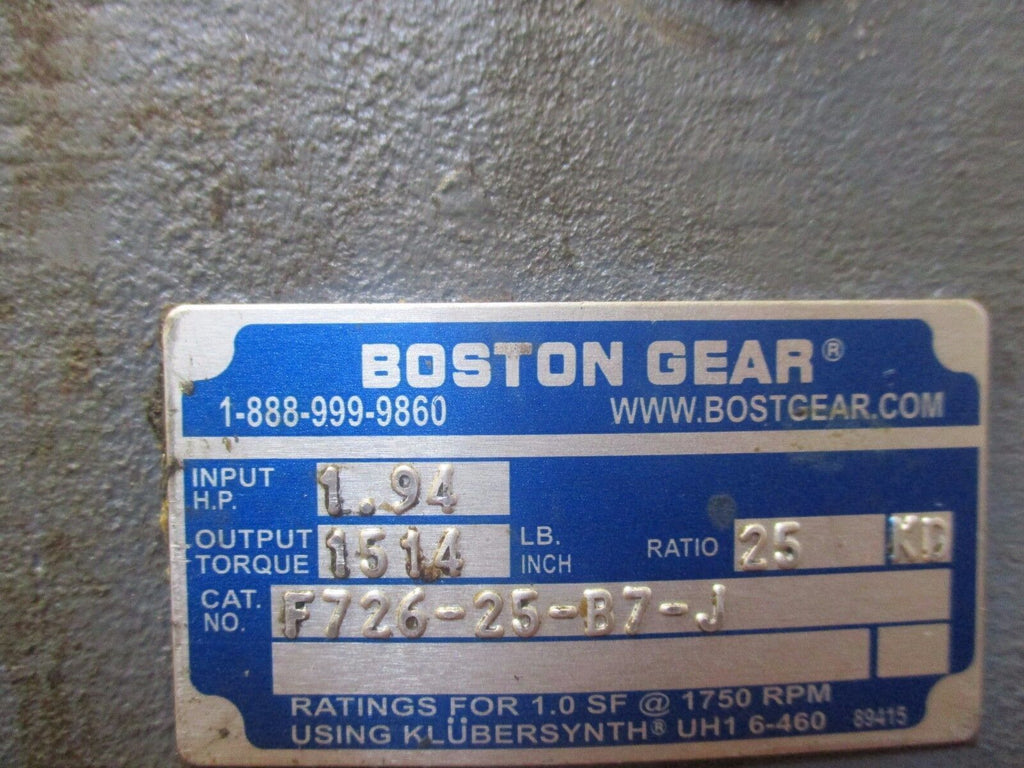 BOSTON GEAR®
1-888-999-9860 WWW.BOSTGEAR.COM
INPUT H.P. 1.94
OUTPUT TORQUE 1514 LB. INCH RATIO 25 KD
CAT. NO. F726-25-B7-J
RATINGS FOR 1.0 SF @ 1750 RPM
USING KLÜBERSYNTH® UH1 6-460 89415